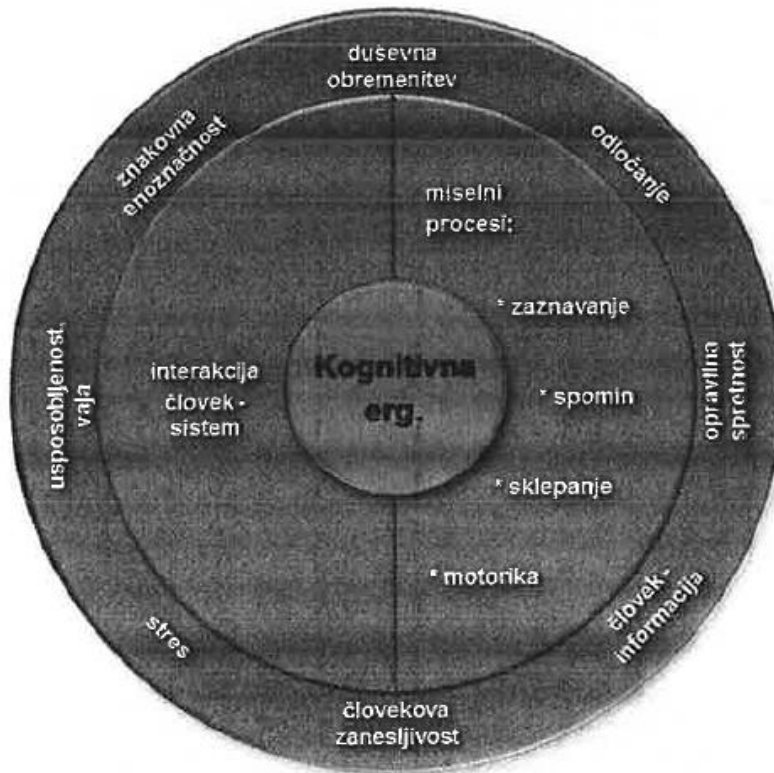 duševna
obremenitev
odločanje
opravilna
spretnost
človek-
informacija
človekova
zanesljivost
stres
usposobljenost,
vaja
znakovna
enoznačnost
miselni
procesi:
* zaznavanje
* spomin
* sklepanje
* motorika
interakcija
človek-
sistem
Kognitivna
erg.